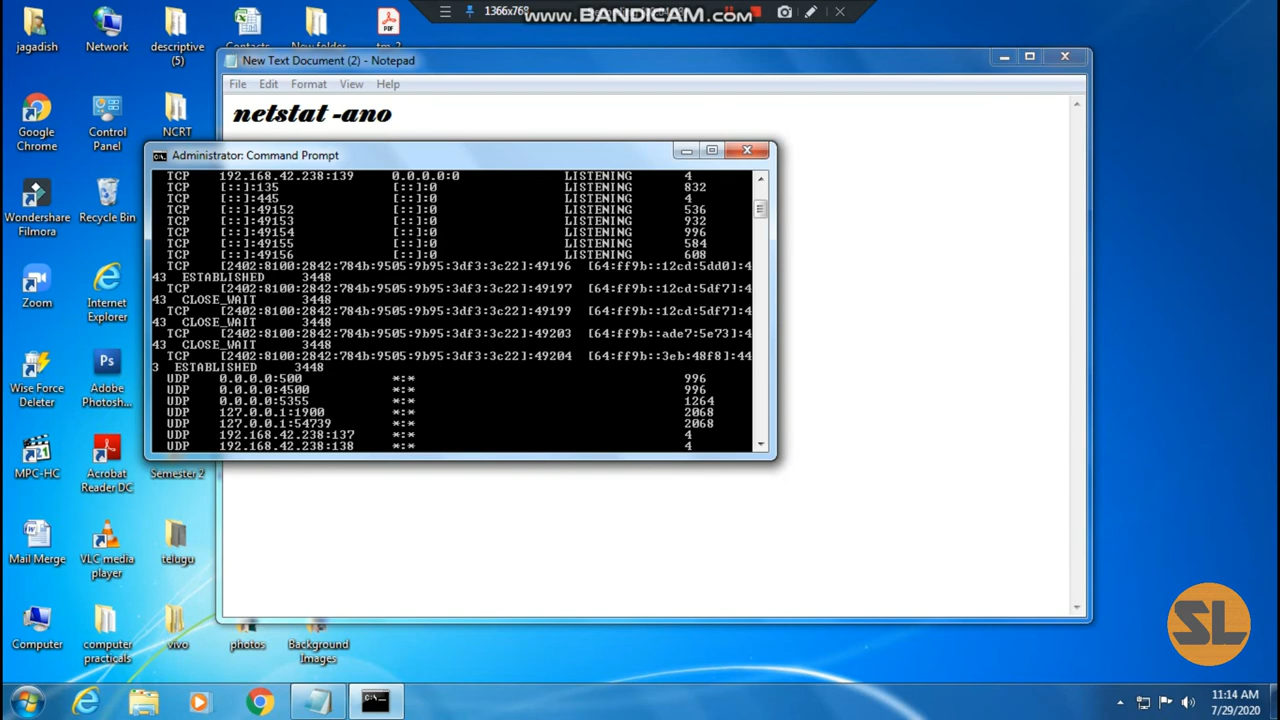 1366x768
www.BANDICAM.com
jagadish
Network
descriptive (5)
Contacts
New folder
tm-2
New Text Document (2) - Notepad
File Edit Format View Help
netstat -ano
Google Chrome
Control Panel
NCRT
Administrator: Command Prompt
TCP 192.168.42.238:139 0.0.0.0:0 LISTENING 4
TCP [::]:135 [::]:0 LISTENING 832
TCP [::]:445 [::]:0 LISTENING 4
TCP [::]:49152 [::]:0 LISTENING 536
TCP [::]:49153 [::]:0 LISTENING 932
TCP [::]:49154 [::]:0 LISTENING 996
TCP [::]:49155 [::]:0 LISTENING 584
TCP [::]:49156 [::]:0 LISTENING 608
TCP [2402:8100:2842:784b:9505:9b95:3df3:3c22]:49196 [64:ff9b::12cd:5dd0]:4
43 ESTABLISHED 3448
TCP [2402:8100:2842:784b:9505:9b95:3df3:3c22]:49197 [64:ff9b::12cd:5df7]:4
43 CLOSE_WAIT 3448
TCP [2402:8100:2842:784b:9505:9b95:3df3:3c22]:49199 [64:ff9b::12cd:5df7]:4
43 CLOSE_WAIT 3448
TCP [2402:8100:2842:784b:9505:9b95:3df3:3c22]:49203 [64:ff9b::ade7:5e73]:4
43 CLOSE_WAIT 3448
TCP [2402:8100:2842:784b:9505:9b95:3df3:3c22]:49204 [64:ff9b::3eb:48f8]:44
3 ESTABLISHED 3448
UDP 0.0.0.0:500 *:* 996
UDP 0.0.0.0:4500 *:* 996
UDP 0.0.0.0:5355 *:* 1264
UDP 127.0.0.1:1900 *:* 2068
UDP 127.0.0.1:54739 *:* 2068
UDP 192.168.42.238:137 *:* 4
UDP 192.168.42.238:138 *:* 4
Wondershare Filmora
Recycle Bin
Zoom
Internet Explorer
Wise Force Deleter
Adobe Photosh...
MPC-HC
Acrobat Reader DC
Semester 2
Mail Merge
VLC media player
telugu
Computer
computer practicals
vivo
photos
Background Images
SL
11:14 AM
7/29/2020